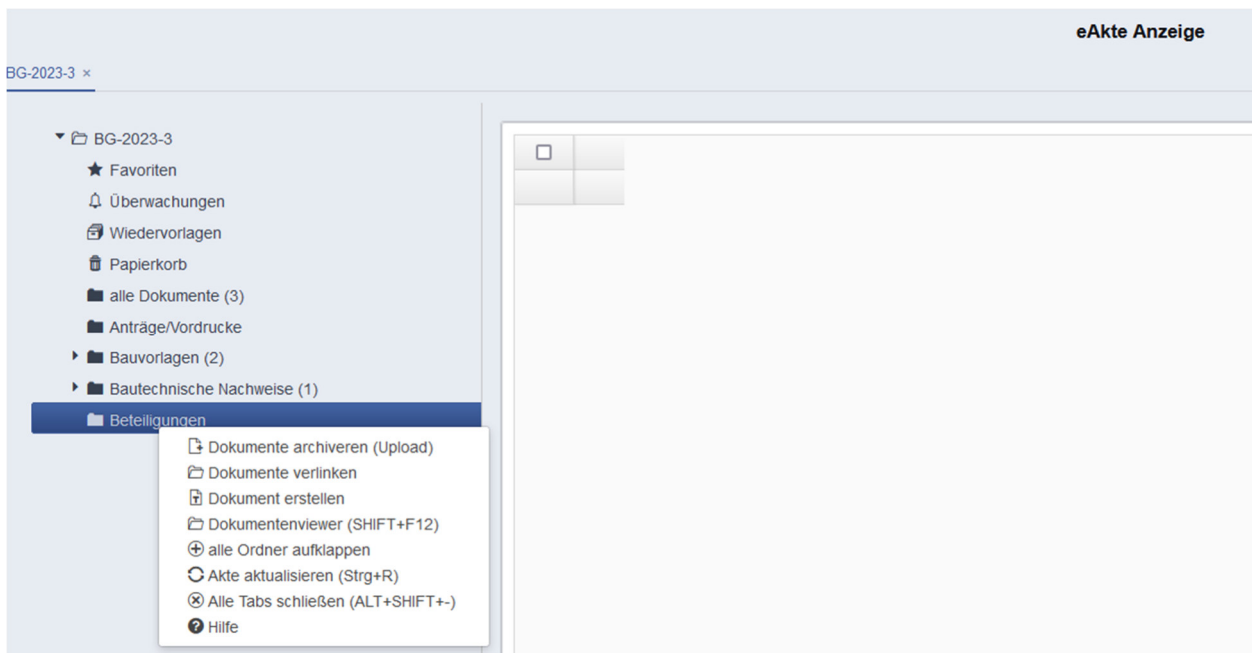 eAkte Anzeige
BG-2023-3 ×
BG-2023-3
Favoriten
Überwachungen
Wiedervorlagen
Papierkorb
alle Dokumente (3)
Anträge/Vordrucke
Bauvorlagen (2)
Bautechnische Nachweise (1)
Beteiligungen
Dokumente archiveren (Upload)
Dokumente verlinken
Dokument erstellen
Dokumentenviewer (SHIFT+F12)
alle Ordner aufklappen
Akte aktualisieren (Strg+R)
Alle Tabs schließen (ALT+SHIFT+-)
Hilfe